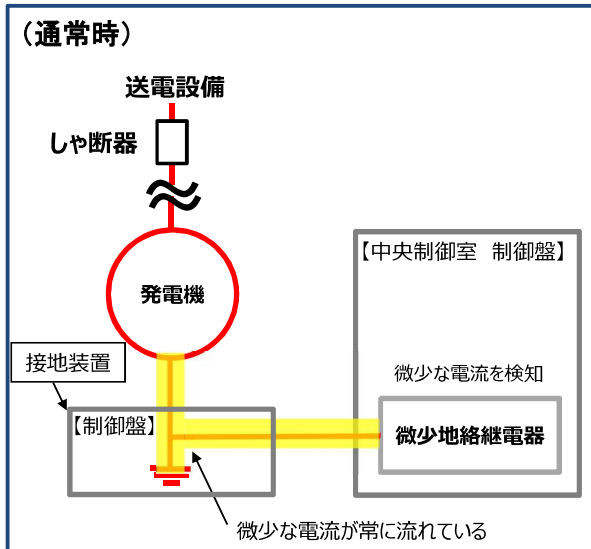 （通常時）
送電設備
しゃ断器
発電機
【中央制御室　制御盤】
接地装置
微少な電流を検知
【制御盤】
微少地絡継電器
微少な電流が常に流れている